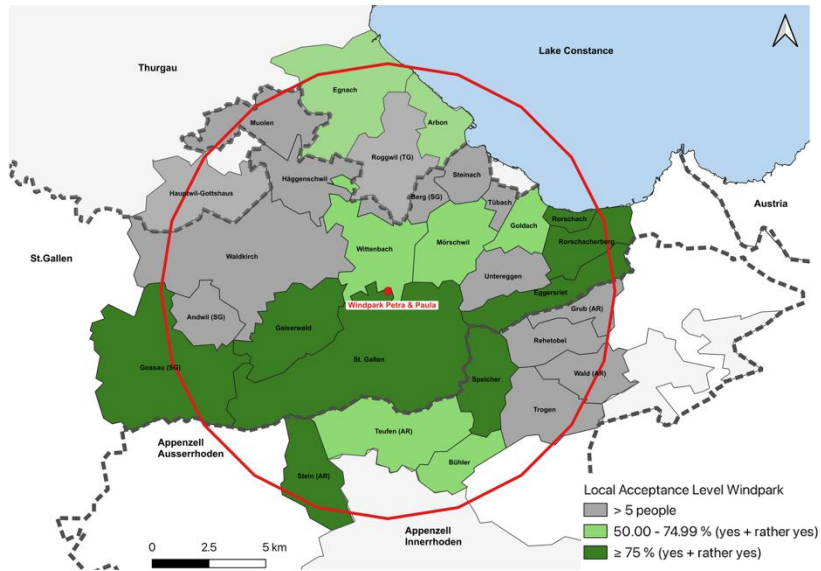 Thurgau
Lake Constance
Egnach
Arbon
Muolen
Roggwil (TG)
Steinach
Häggenschwil
Hauptwil-Gottshaus
Berg (SG)
Tübach
Austria
Goldach
Rorschach
St.Gallen
Wittenbach
Mörschwil
Rorschacherberg
Waldkirch
Untereggen
Eggersriet
Windpark Petra & Paula
Grub (AR)
Andwil (SG)
Gaiserwald
Rehetobel
St. Gallen
Gossau (SG)
Speicher
Wald (AR)
Trogen
Teufen (AR)
Appenzell
Ausserrhoden
Bühler
Stein (AR)
Appenzell
Innerrhoden
Local Acceptance Level Windpark
> 5 people
50.00 - 74.99 % (yes + rather yes)
≥ 75 % (yes + rather yes)
0 2.5 5 km